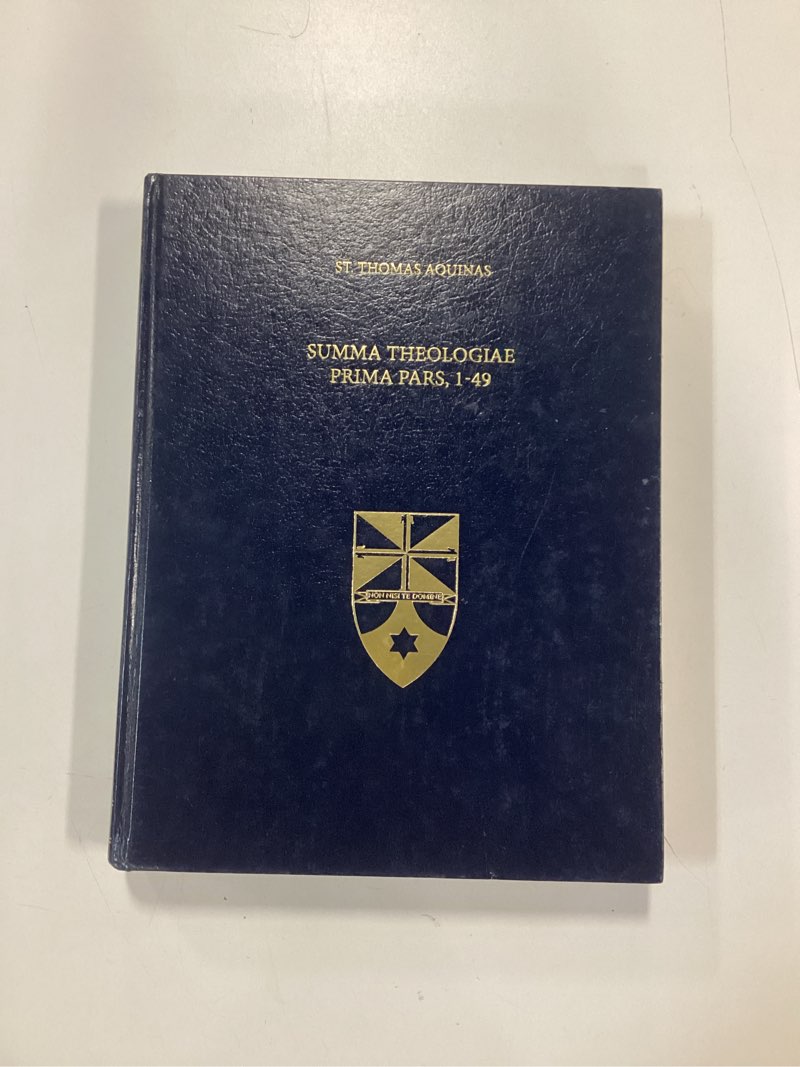 ST. THOMAS AQUINAS
SUMMA THEOLOGIAE
PRIMA PARS, 1-49
NON NISI TE DOMINE